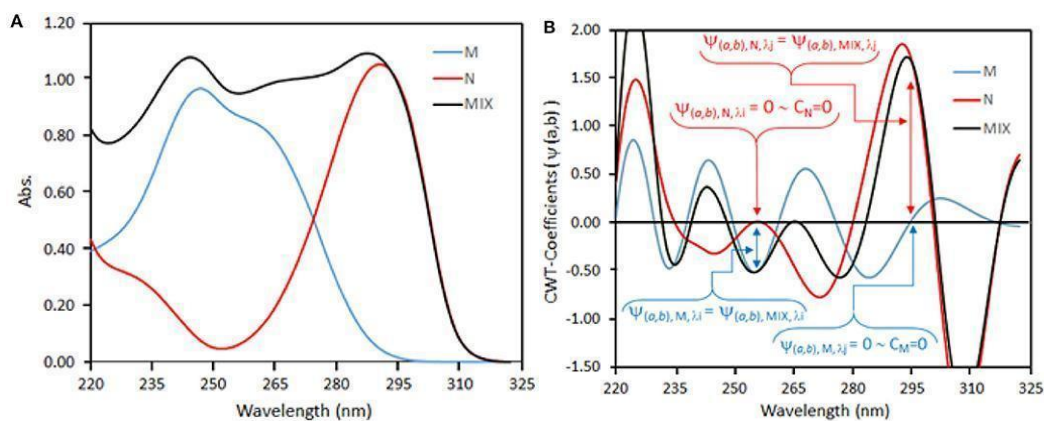 A
1.20
1.00
0.80
0.60
0.40
0.20
0.00
Abs.
M
N
MIX
220 235 250 265 280 295 310 325
Wavelength (nm)
B
2.00
1.50
1.00
0.50
0.00
-0.50
-1.00
-1.50
CWT-Coefficients ( ψ (a,b) )
Ψ(a,b), N, λj = Ψ(a,b), MIX, λj
Ψ(a,b), N, λi = 0 ~ CN=0
M
N
MIX
Ψ(a,b), M, λi = Ψ(a,b), MIX, λi
Ψ(a,b), M, λj = 0 ~ CM=0
220 235 250 265 280 295 310 325
Wavelength (nm)